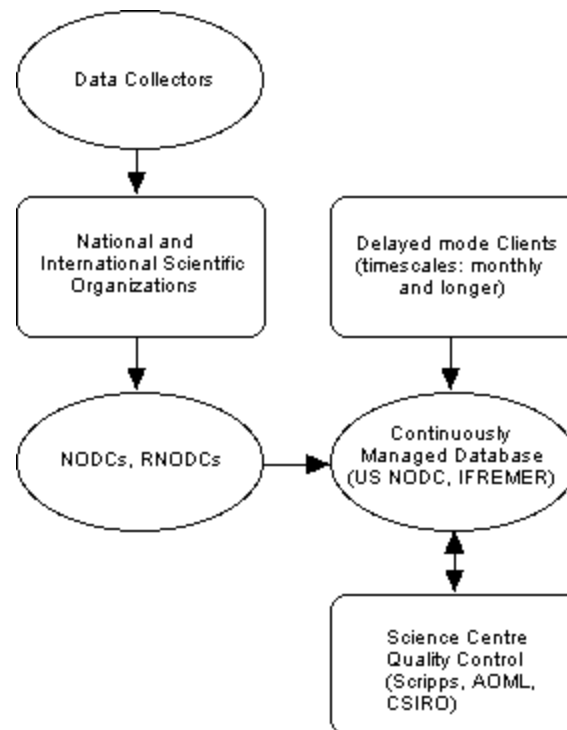 Data Collectors
National and
International Scientific
Organizations
Delayed mode Clients
(timescales: monthly
and longer)
NODCs, RNODCs
Continuously
Managed Database
(US NODC, IFREMER)
Science Centre
Quality Control
(Scripps, AOML,
CSIRO)